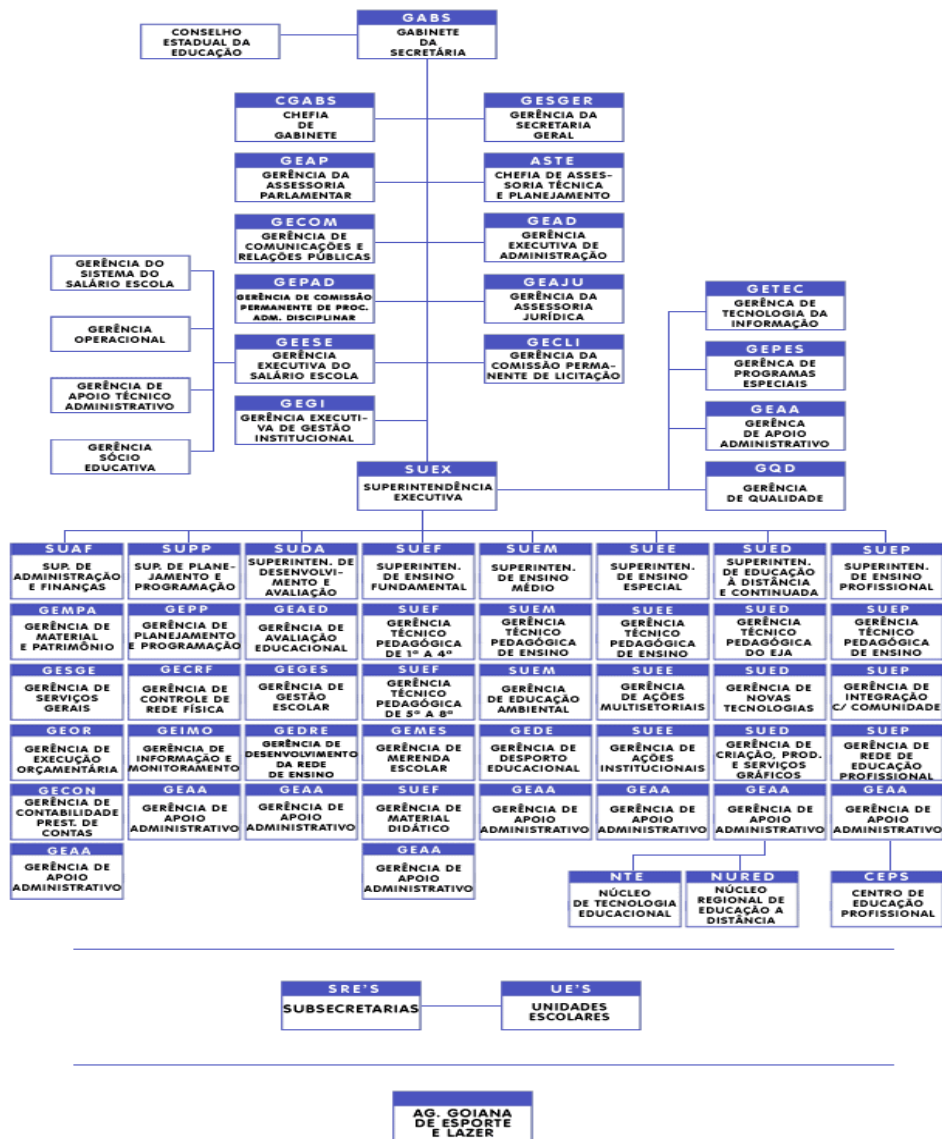 GABS
GABINETE
DA
SECRETÁRIA
CONSELHO
ESTADUAL DA
EDUCAÇÃO
CGABS
CHEFIA
DE
GABINETE
GESGER
GERÊNCIA DA
SECRETARIA
GERAL
GEAP
GERÊNCIA DA
ASSESSORIA
PARLAMENTAR
ASTE
CHEFIA DE ASSES-
SORIA TÉCNICA
E PLANEJAMENTO
GECOM
GERÊNCIA DE
COMUNICAÇÕES E
RELAÇÕES PÚBLICAS
GEAD
GERÊNCIA
EXECUTIVA DE
ADMINISTRAÇÃO
GERÊNCIA DO
SISTEMA DO
SALÁRIO ESCOLA
GEPAD
GERÊNCIA DE COMISSÃO
PERMANENTE DE PROC.
ADM. DISCIPLINAR
GEAJU
GERÊNCIA DA
ASSESSORIA
JURÍDICA
GETEC
GERÊNCA DE
TECNOLOGIA DA
INFORMAÇÃO
GERÊNCIA
OPERACIONAL
GEESE
GERÊNCIA
EXECUTIVA DO
SALÁRIO ESCOLA
GECLI
GERÊNCIA DA
COMISSÃO PERMA-
NENTE DE LICITAÇÃO
GEPES
GERÊNCA DE
PROGRAMAS
ESPECIAIS
GERÊNCIA DE
APOIO TÉCNICO
ADMINISTRATIVO
GEGI
GERÊNCIA EXECUTI-
VA DE GESTÃO
INSTITUCIONAL
GEAA
GERÊNCA
DE APOIO
ADMINISTRATIVO
GERÊNCIA
SÓCIO
EDUCATIVA
SUEX
SUPERINTENDÊNCIA
EXECUTIVA
GQD
GERÊNCIA
DE QUALIDADE
SUAF
SUP. DE
ADMINISTRAÇÃO
E FINANÇAS
SUPP
SUP. DE PLANE-
JAMENTO E
PROGRAMAÇÃO
SUDA
SUPERINTEN. DE
DESENVOLVI-
MENTO E
AVALIAÇÃO
SUEF
SUPERINTEN.
DE ENSINO
FUNDAMENTAL
SUEM
SUPERINTEN.
DE ENSINO
MÉDIO
SUEE
SUPERINTEN.
DE ENSINO
ESPECIAL
SUED
SUPERINTEN.
DE EDUCAÇÃO
À DISTÂNCIA
E CONTINUADA
SUEP
SUPERINTEN.
DE ENSINO
PROFISSIONAL
GEMPA
GERÊNCIA DE
MATERIAL
E PATRIMÔNIO
GEPP
GERÊNCIA DE
PLANEJAMENTO
E PROGRAMAÇÃO
GEAED
GERÊNCIA DE
AVALIAÇÃO
EDUCACIONAL
SUEF
GERÊNCIA
TÉCNICO
PEDAGÓGICA
DE 1ª A 4ª
SUEM
GERÊNCIA
TÉCNICO
PEDAGÓGICA
DE ENSINO
SUEE
GERÊNCIA
TÉCNICO
PEDAGÓGICA
DE ENSINO
SUED
GERÊNCIA
TÉCNICO
PEDAGÓGICA
DO EJA
SUEP
GERÊNCIA
TÉCNICO
PEDAGÓGICA
DE ENSINO
GESGE
GERÊNCIA DE
SERVIÇOS
GERAIS
GECRF
GERÊNCIA DE
CONTROLE DE
REDE FÍSICA
GEGES
GERÊNCIA DE
GESTÃO
ESCOLAR
SUEF
GERÊNCIA
TÉCNICO
PEDAGÓGICA
DE 5ª A 8ª
SUEM
GERÊNCIA
DE EDUCAÇÃO
AMBIENTAL
SUEE
GERÊNCIA
DE AÇÕES
MULTISETORIAIS
SUED
GERÊNCIA DE
NOVAS
TECNOLOGIAS
SUEP
GERÊNCIA DE
INTEGRAÇÃO
C/ COMUNIDADE
GEOR
GERÊNCIA DE
EXECUÇÃO
ORÇAMENTÁRIA
GEIMO
GERÊNCIA DE
INFORMAÇÃO E
MONITORAMENTO
GEDRE
GERÊNCIA DE
DESENVOLVIMENTO
DA REDE
DE ENSINO
GEMES
GERÊNCIA DE
MERENDA
ESCOLAR
GEDE
GERÊNCIA DE
DESPORTO
EDUCACIONAL
SUEE
GERÊNCIA DE
AÇÕES
INSTITUCIONAIS
SUED
GERÊNCIA DE
CRIAÇÃO, PROD.
E SERVIÇOS
GRÁFICOS
SUEP
GERÊNCIA DE
REDE DE
EDUCAÇÃO
PROFISSIONAL
GECON
GERÊNCIA DE
CONTABILIDADE
PREST. DE
CONTAS
GEAA
GERÊNCIA DE
APOIO
ADMINISTRATIVO
GEAA
GERÊNCIA DE
APOIO
ADMINISTRATIVO
SUEF
GERÊNCIA DE
MATERIAL
DIDÁTICO
GEAA
GERÊNCIA DE
APOIO
ADMINISTRATIVO
GEAA
GERÊNCIA DE
APOIO
ADMINISTRATIVO
GEAA
GERÊNCIA DE
APOIO
ADMINISTRATIVO
GEAA
GERÊNCIA DE
APOIO
ADMINISTRATIVO
GEAA
GERÊNCIA DE
APOIO
ADMINISTRATIVO
GEAA
GERÊNCIA DE
APOIO
ADMINISTRATIVO
NTE
NÚCLEO
DE TECNOLOGIA
EDUCACIONAL
NURED
NÚCLEO
REGIONAL DE
EDUCAÇÃO A
DISTÂNCIA
CEPS
CENTRO DE
EDUCAÇÃO
PROFISSIONAL
SRE'S
SUBSECRETARIAS
UE'S
UNIDADES
ESCOLARES
AG. GOIANA
DE ESPORTE
E LAZER